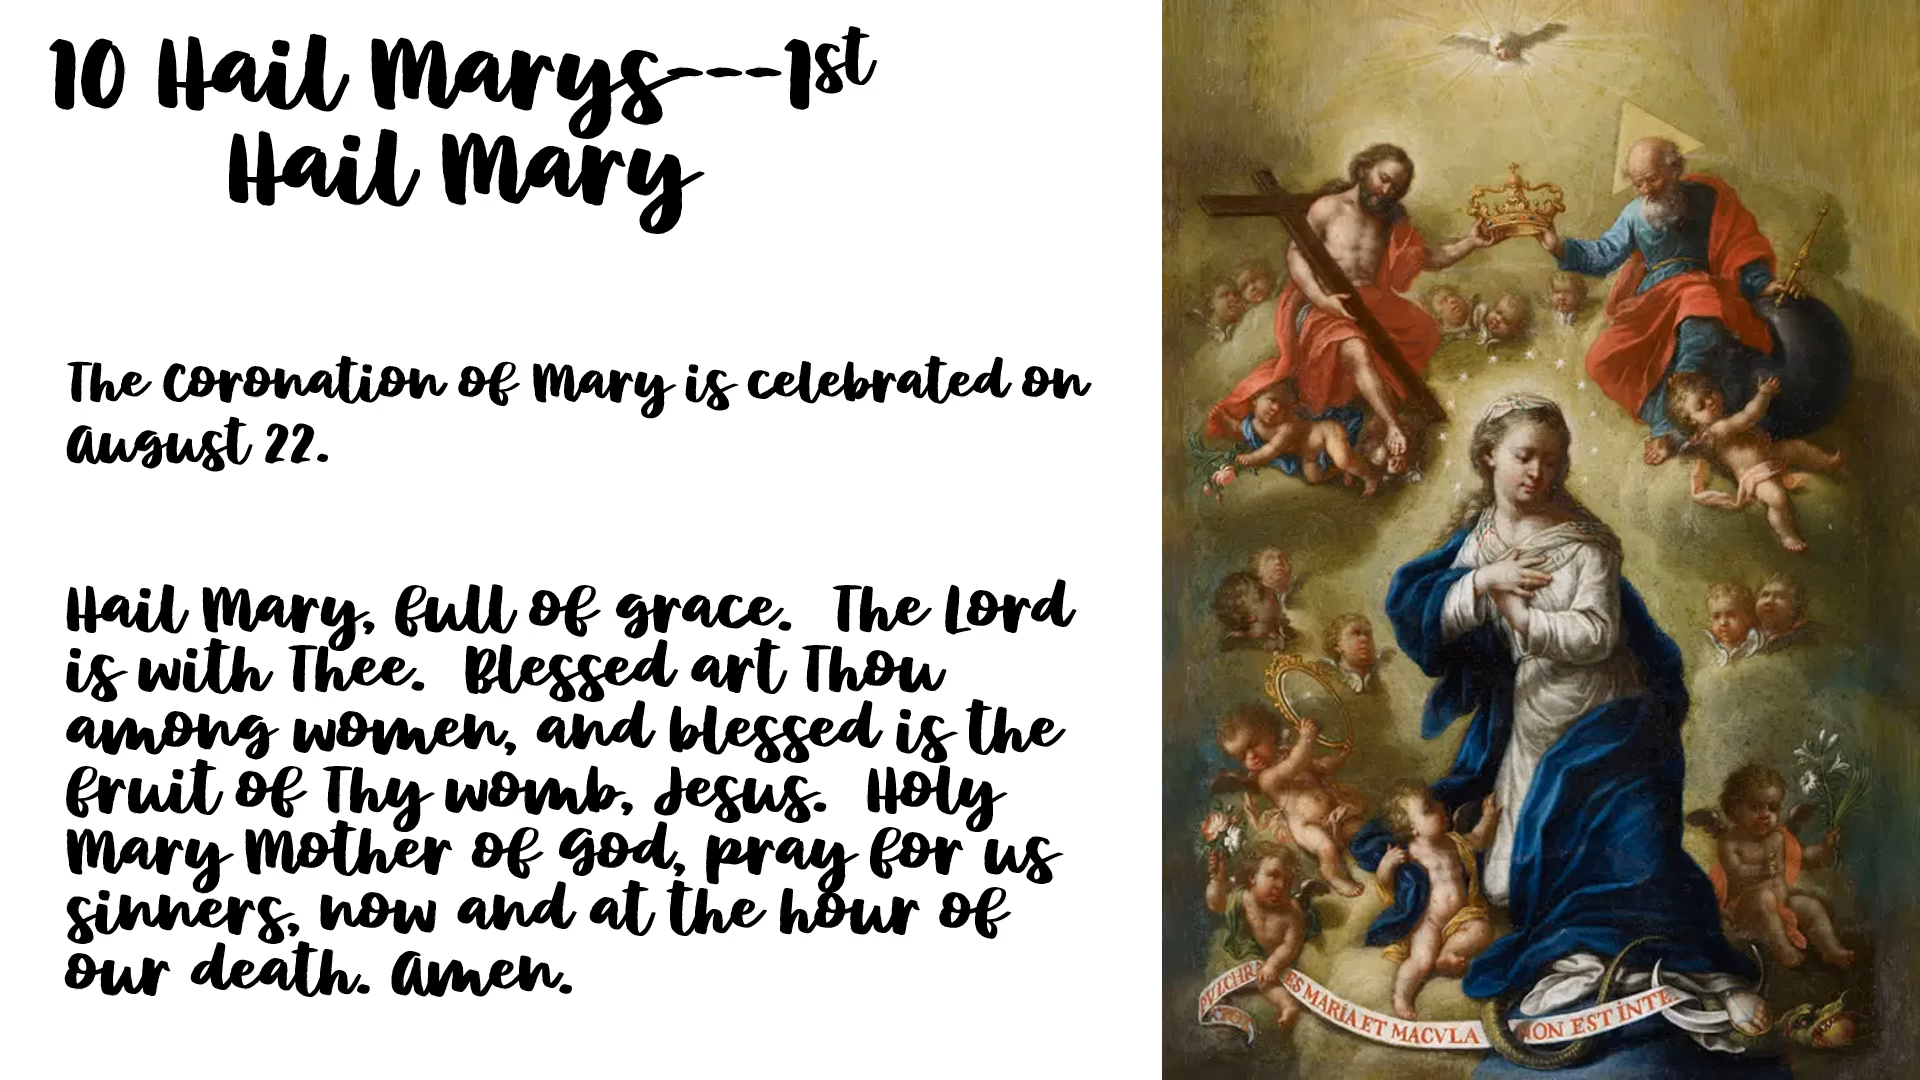 10 Hail Marys---1st
Hail Mary
The Coronation of Mary is celebrated on
August 22.
Hail Mary, full of grace.  The Lord
is with Thee.  Blessed art Thou
among women, and blessed is the
fruit of Thy womb, Jesus.  Holy
Mary Mother of God, pray for us
sinners, now and at the hour of
our death. Amen.
ES MARÍA ET MACVLA NON EST ÍNTE